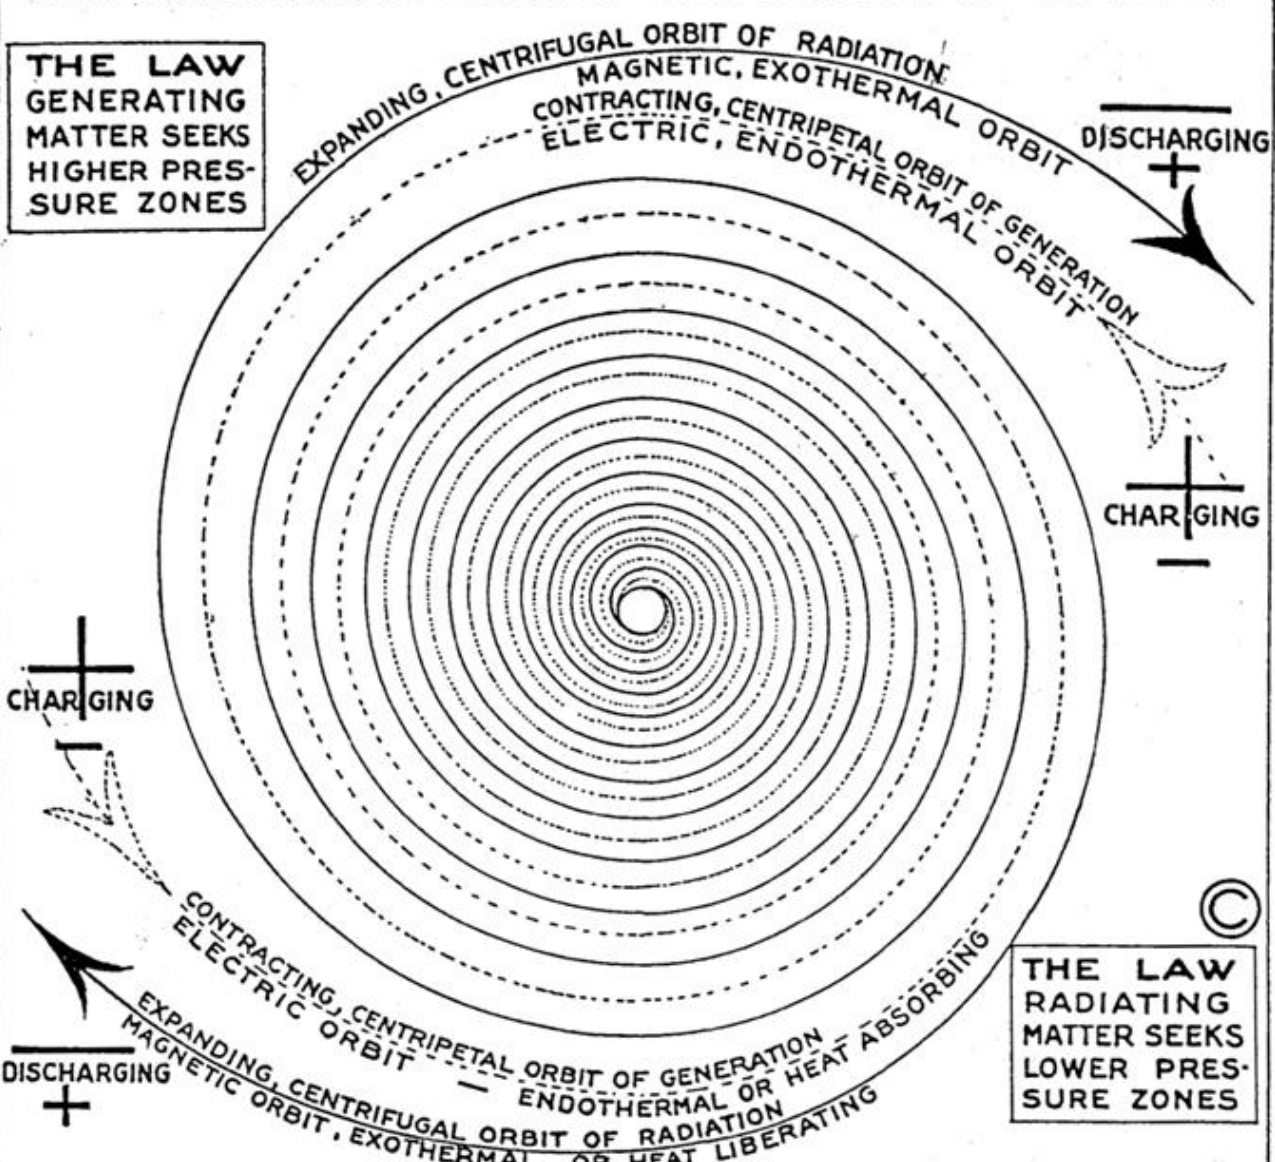 THE LAW
GENERATING
MATTER SEEKS
HIGHER PRES-
SURE ZONES
EXPANDING, CENTRIFUGAL ORBIT OF RADIATION
MAGNETIC, EXOTHERMAL ORBIT
CONTRACTING, CENTRIPETAL ORBIT OF GENERATION
ELECTRIC, ENDOTHERMAL ORBIT
—
DISCHARGING
+
+
CHARGING
—
+
CHARGING
—
—
DISCHARGING
+
CONTRACTING, CENTRIPETAL ORBIT OF GENERATION
ELECTRIC ORBIT — ENDOTHERMAL OR HEAT ABSORBING
EXPANDING, CENTRIFUGAL ORBIT OF RADIATION
MAGNETIC ORBIT, EXOTHERMAL OR HEAT LIBERATING
©
THE LAW
RADIATING
MATTER SEEKS
LOWER PRES-
SURE ZONES